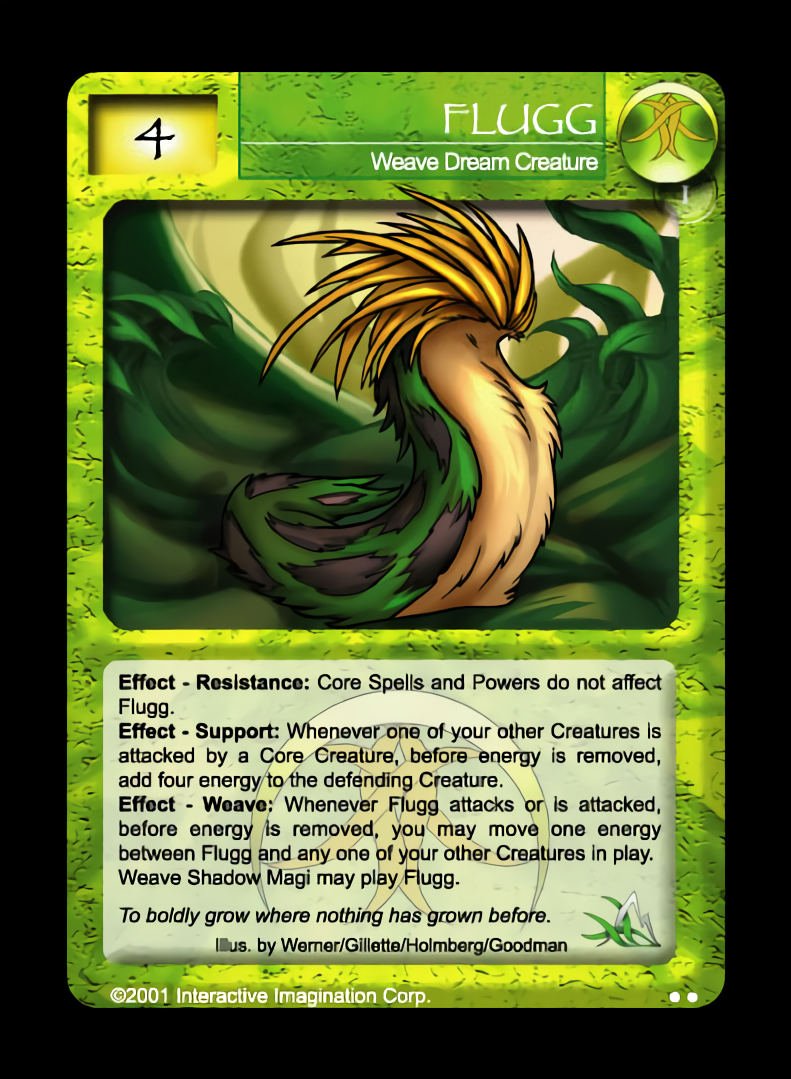 4
FLUGG
Weave Dream Creature
I
Effect - Resistance: Core Spells and Powers do not affect
Flugg.
Effect - Support: Whenever one of your other Creatures is
attacked by a Core Creature, before energy is removed,
add four energy to the defending Creature.
Effect - Weave: Whenever Flugg attacks or is attacked,
before energy is removed, you may move one energy
between Flugg and any one of your other Creatures in play.
Weave Shadow Magi may play Flugg.
To boldly grow where nothing has grown before.
Illus. by Werner/Gillette/Holmberg/Goodman
©2001 Interactive Imagination Corp.